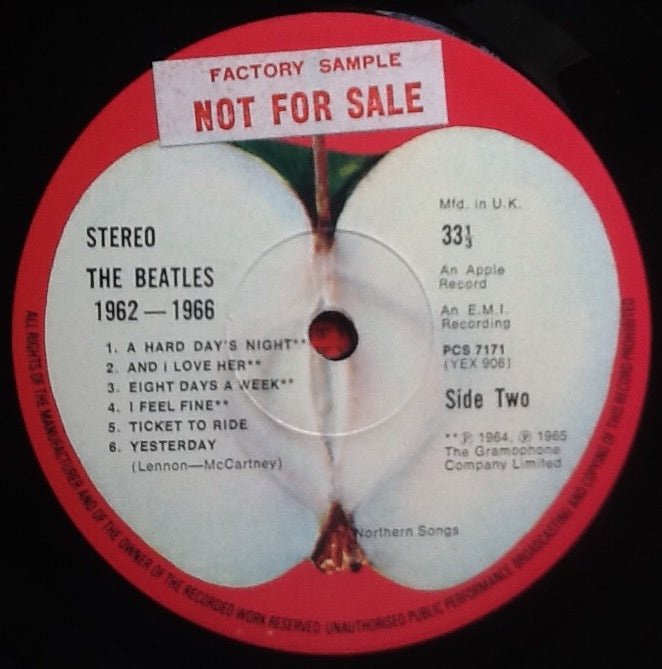 FACTORY SAMPLE
NOT FOR SALE
STEREO
THE BEATLES
1962 — 1966
1. A HARD DAY'S NIGHT**
2. AND I LOVE HER**
3. EIGHT DAYS A WEEK**
4. I FEEL FINE**
5. TICKET TO RIDE
6. YESTERDAY
(Lennon—McCartney)
Mfd. in U.K.
33⅓
An Apple
Record
An E.M.I.
Recording
PCS 7171
(YEX 906)
Side Two
**℗ 1964, ℗ 1965
The Gramophone
Company Limited
Northern Songs
ALL RIGHTS OF THE MANUFACTURER AND OF THE OWNER OF THE RECORDED WORK RESERVED UNAUTHORISED PUBLIC PERFORMANCE BROADCASTING AND COPYING OF THIS RECORD PROHIBITED